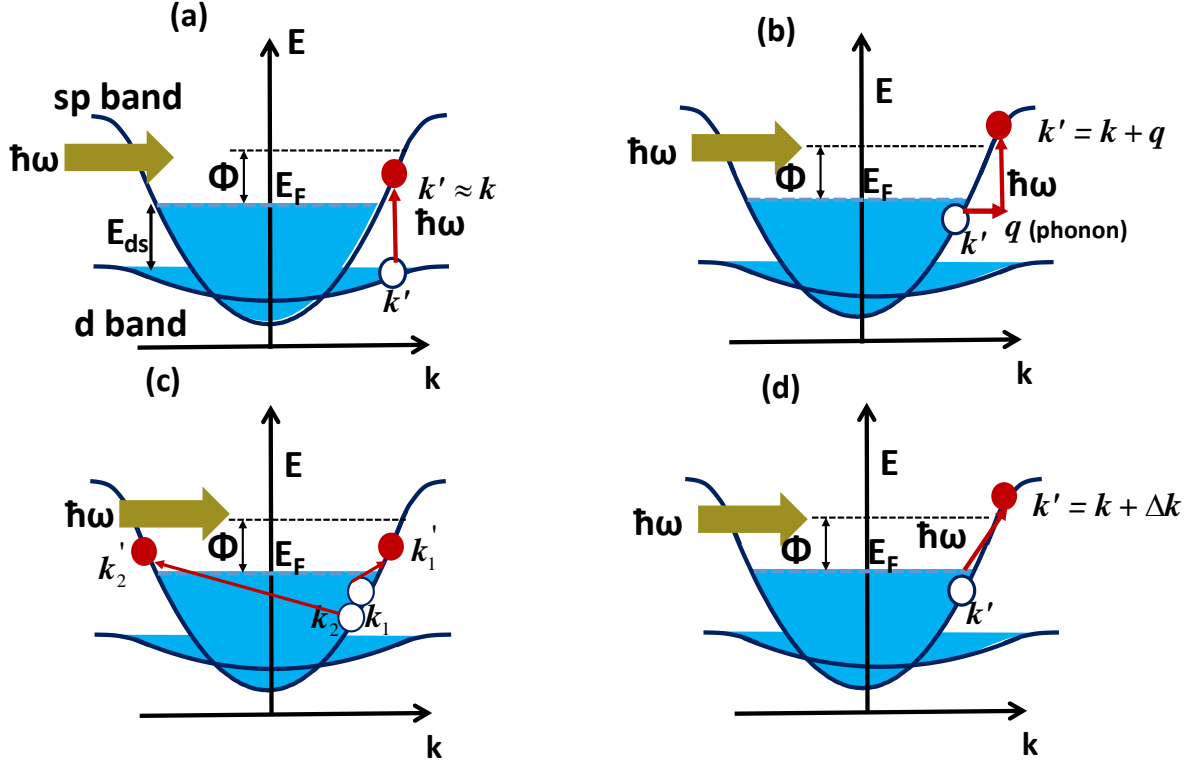 (a)
E
sp band
ħω
Φ
E_F
k' ≈ k
ħω
E_ds
k'
d band
k
(b)
E
k' = k + q
ħω
Φ
E_F
ħω
k'
q (phonon)
k
(c)
E
ħω
Φ
E_F
k_2'
k_1'
k_2
k_1
k
(d)
E
ħω
Φ
E_F
ħω
k' = k + Δk
k'
k